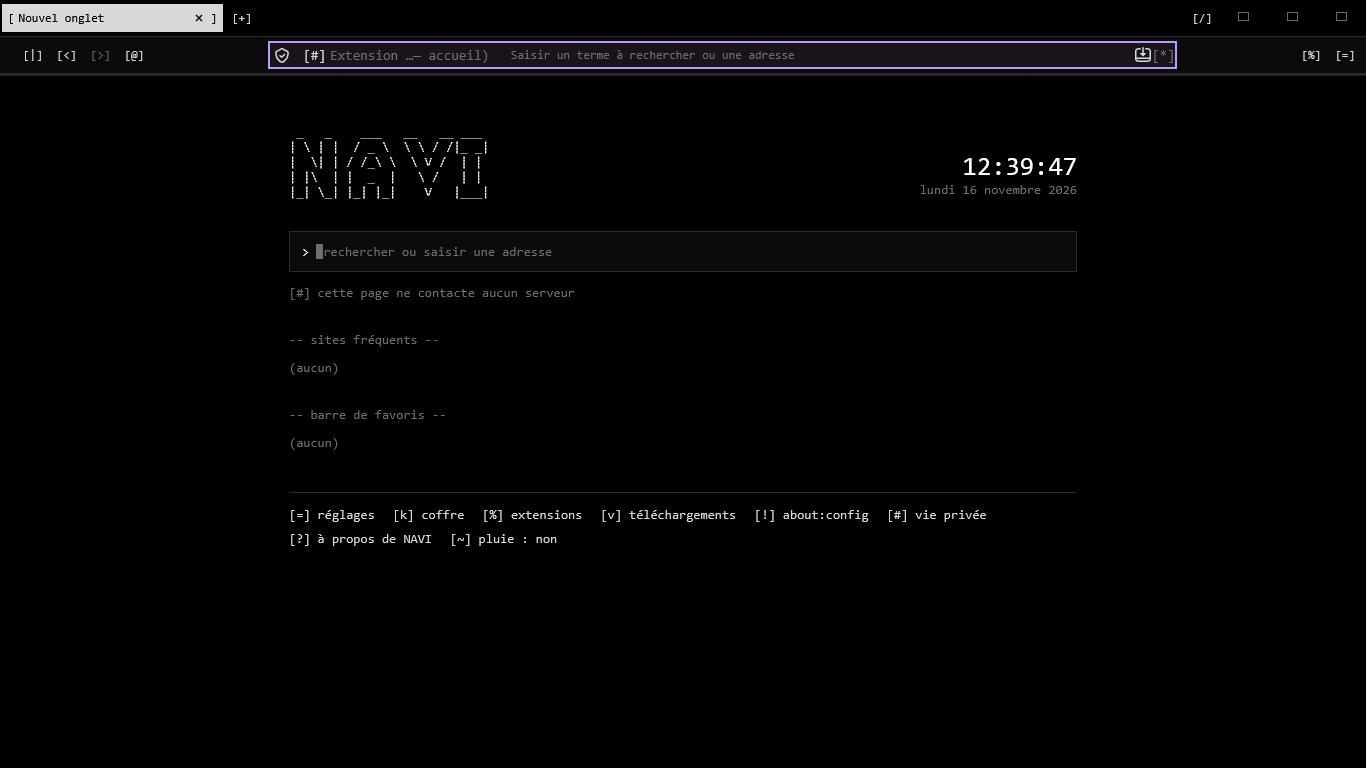 [ Nouvel onglet × ] [+] [/]
[|] [<] [>] [@] [#] Extension …— accueil) Saisir un terme à rechercher ou une adresse [*] [%] [=]
NAVI
12:39:47
lundi 16 novembre 2026
> rechercher ou saisir une adresse
[#] cette page ne contacte aucun serveur
-- sites fréquents --
(aucun)
-- barre de favoris --
(aucun)
[=] réglages [k] coffre [%] extensions [v] téléchargements [!] about:config [#] vie privée
[?] à propos de NAVI [~] pluie : non